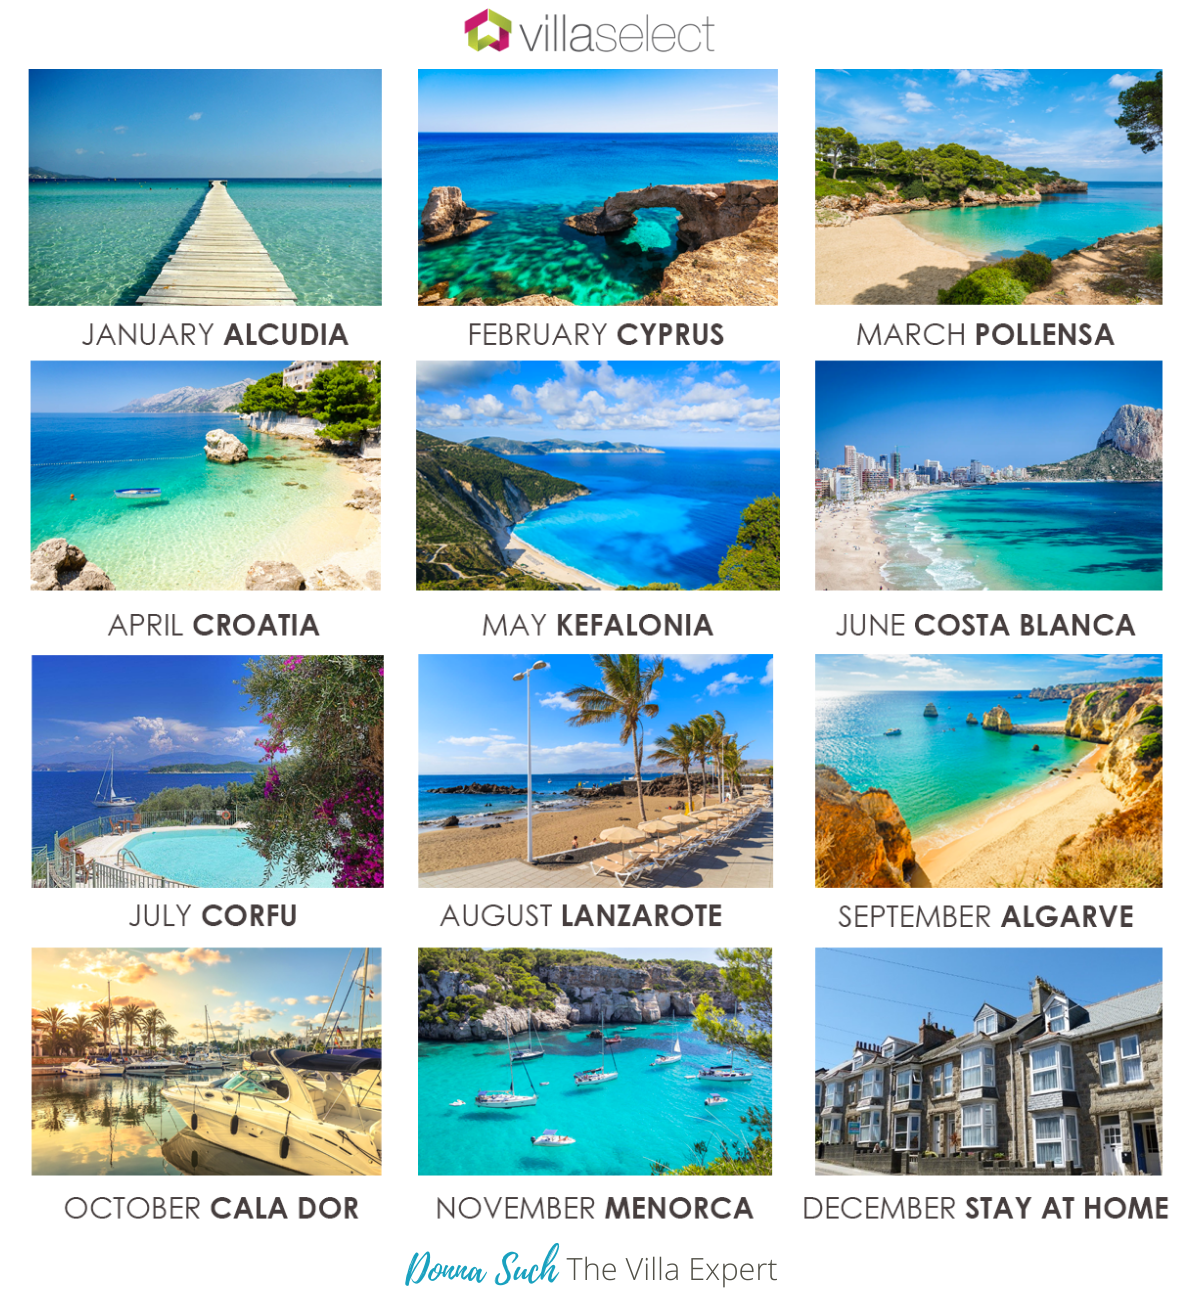 villaselect
JANUARY ALCUDIA
FEBRUARY CYPRUS
MARCH POLLENSA
APRIL CROATIA
MAY KEFALONIA
JUNE COSTA BLANCA
JULY CORFU
AUGUST LANZAROTE
SEPTEMBER ALGARVE
OCTOBER CALA DOR
NOVEMBER MENORCA
DECEMBER STAY AT HOME
Donna Such The Villa Expert